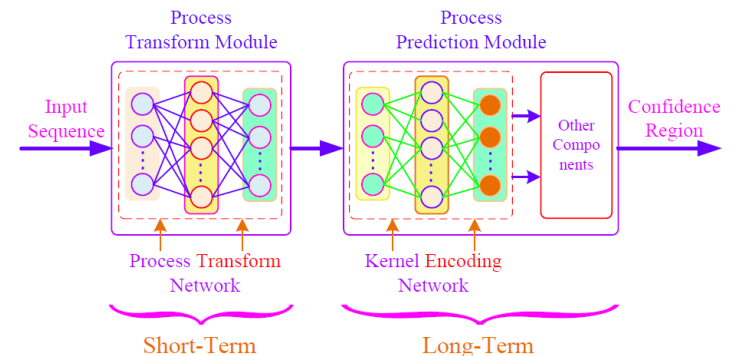 Process
Transform Module
Process
Prediction Module
Input
Sequence
Other
Compo
nents
Confidence
Region
Process Transform
Network
Kernel Encoding
Network
Short-Term
Long-Term